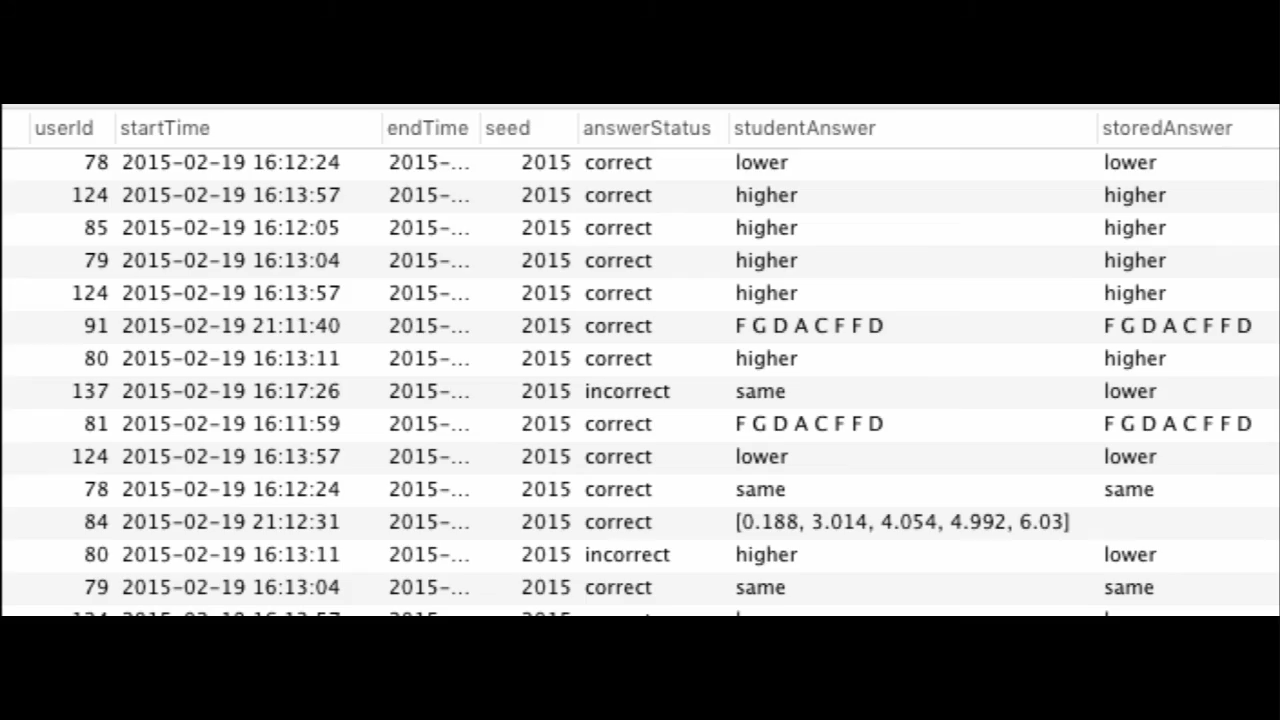 userId startTime endTime seed answerStatus studentAnswer storedAnswer
78 2015-02-19 16:12:24 2015-... 2015 correct lower lower
124 2015-02-19 16:13:57 2015-... 2015 correct higher higher
85 2015-02-19 16:12:05 2015-... 2015 correct higher higher
79 2015-02-19 16:13:04 2015-... 2015 correct higher higher
124 2015-02-19 16:13:57 2015-... 2015 correct higher higher
91 2015-02-19 21:11:40 2015-... 2015 correct F G D A C F F D F G D A C F F D
80 2015-02-19 16:13:11 2015-... 2015 correct higher higher
137 2015-02-19 16:17:26 2015-... 2015 incorrect same lower
81 2015-02-19 16:11:59 2015-... 2015 correct F G D A C F F D F G D A C F F D
124 2015-02-19 16:13:57 2015-... 2015 correct lower lower
78 2015-02-19 16:12:24 2015-... 2015 correct same same
84 2015-02-19 21:12:31 2015-... 2015 correct [0.188, 3.014, 4.054, 4.992, 6.03]
80 2015-02-19 16:13:11 2015-... 2015 incorrect higher lower
79 2015-02-19 16:13:04 2015-... 2015 correct same same